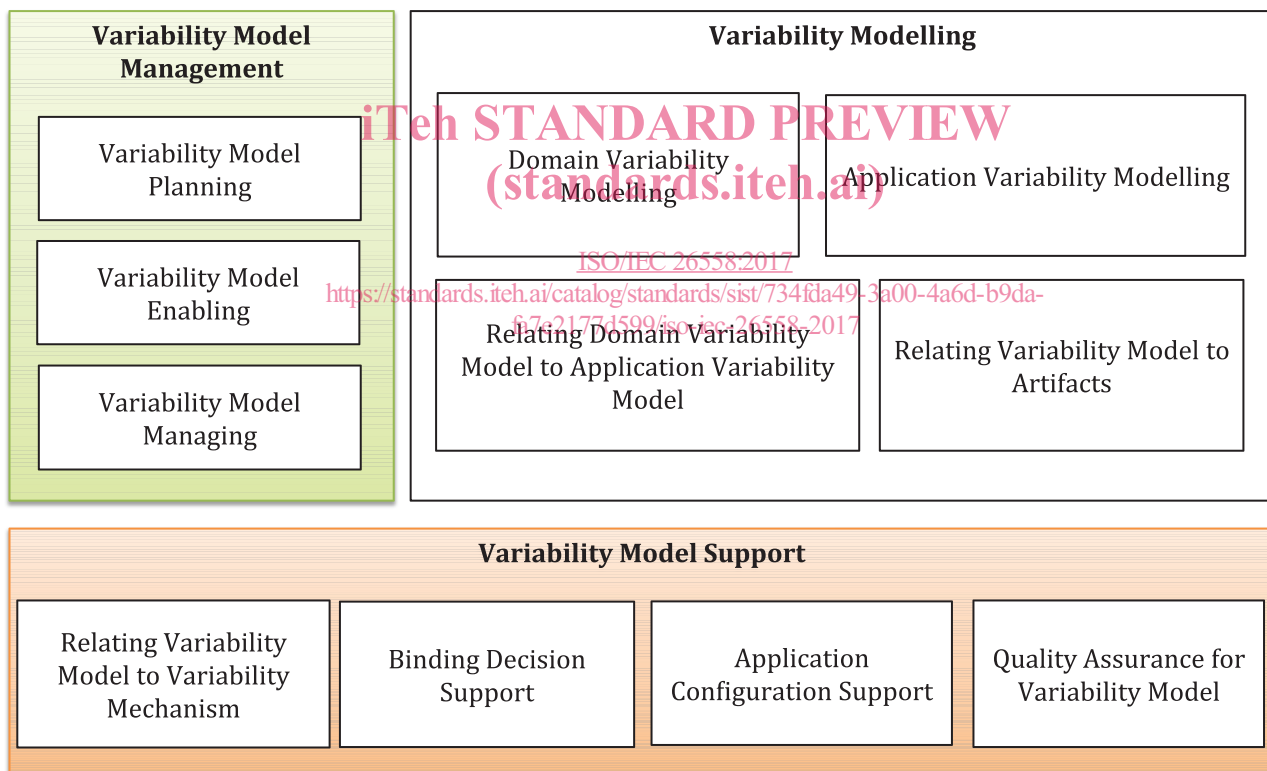 Variability Model
Management
Variability Model
Planning
Variability Model
Enabling
Variability Model
Managing
Variability Modelling
iTeh STANDARD PREVIEW
(standards.iteh.ai)
Domain Variability
Modelling
Application Variability Modelling
ISO/IEC 26558:2017
https://standards.iteh.ai/catalog/standards/sist/734fda49-3a00-4a6d-b9da-
fa7e2177d599/iso-iec-26558-2017
Relating Domain Variability
Model to Application Variability
Model
Relating Variability Model to
Artifacts
Variability Model Support
Relating Variability
Model to Variability
Mechanism
Binding Decision
Support
Application
Configuration Support
Quality Assurance for
Variability Model